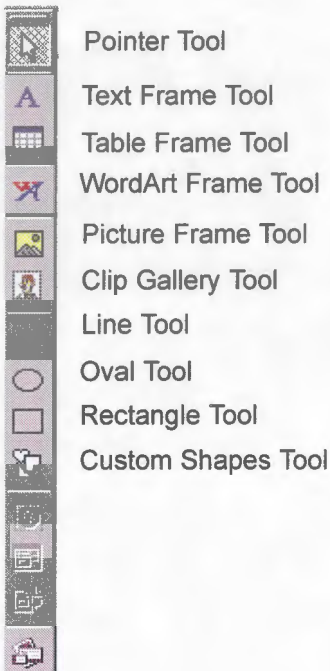 Pointer Tool
Text Frame Tool
Table Frame Tool
WordArt Frame Tool
Picture Frame Tool
Clip Gallery Tool
Line Tool
Oval Tool
Rectangle Tool
Custom Shapes Tool